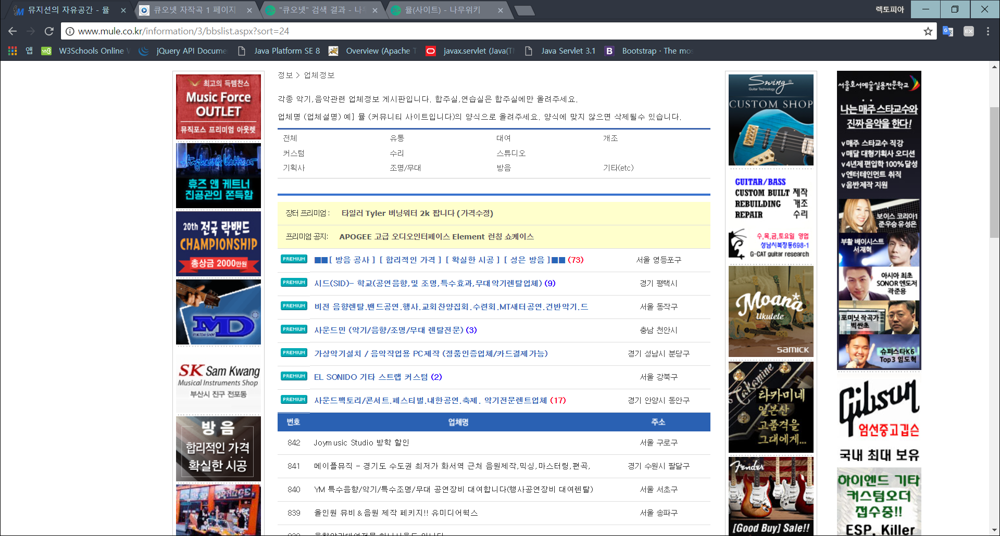 뮤지션의 자유공간 - 뮬
큐오넷 자작곡 1 페이지
"큐오넷" 검색 결과 - 나무
뮬(사이트) - 나무위키
렉토피아
www.mule.co.kr/information/3/bbslist.aspx?sort=24
앱
W3Schools Online
jQuery API Docume
Java Platform SE 8
Overview (Apache T
javax.servlet (Java(T
Java Servlet 3.1
Bootstrap · The mos
정보 > 업체정보
각종 악기,음악관련 업체정보 게시판입니다. 합주실,연습실은 합주실에만 올려주세요.
업체명 (업체설명) 예] 뮬 (커뮤니티 사이트입니다)의 양식으로 올려주세요. 양식에 맞지 않으면 삭제될수 있습니다.
전체 유통 대여 개조
커스텀 수리 스튜디오
기획사 조명/무대 방음 기타(etc)
장터 프리미엄 : 타일러 Tyler 버닝워터 2k 팝니다 (가격수정)
프리미엄 공지: APOGEE 고급 오디오인터페이스 Element 런칭 쇼케이스
PREMIUM ■■[ 방음 공사 ] [ 합리적인 가격 ] [ 확실한 시공 ] [ 성은 방음 ]■■ (73) 서울 영등포구
PREMIUM 시드(SID)- 학교(공연음향,및 조명,특수효과,무대악기렌탈업체) (9) 경기 평택시
PREMIUM 비전 음향렌탈.밴드공연.행사.교회찬양집회.수련회.MT새터공연.건반악기.드 서울 동작구
PREMIUM 사운드민 (악기/음향/조명/무대 렌탈전문) (3) 충남 천안시
PREMIUM 가상악기설치 / 음악작업용 PC제작 (정품인증업체/카드결제가능) 경기 성남시 분당구
PREMIUM EL SONIDO 기타 스트랩 커스텀 (2) 서울 강북구
PREMIUM 사운드팩토리/콘서트.페스티벌.내한공연.축제. 악기전문렌트업체 (17) 경기 안양시 동안구
번호 업체명 주소
842 Joymusic Studio 방학 할인 서울 구로구
841 메이플뮤직 - 경기도 수도권 최저가 화서역 근처 음원제작,믹싱,마스터링,편곡, 경기 수원시 팔달구
840 YM 특수음향/악기/특수조명/무대 공연장비 대여합니다(행사공연장비 대여렌탈) 서울 서초구
839 올인원 뮤비&음원 제작 페키지!! 유미디어웍스 서울 송파구
최고의 득템찬스
Music Force
OUTLET
뮤직포스 프리미엄 아웃렛
Hughes & Kettner
휴즈 앤 케트너
진공관의 쫀득함
20th 전국 락밴드
CHAMPIONSHIP
총상금 2000만원
MD
CUSTOM SHOP
SK Sam Kwang
Musical Instruments Shop
부산시 진구 전포동
방음
합리적인 가격
확실한 시공
ORANGE
Swing
Guitar Technology
CUSTOM SHOP
GUITAR/BASS
CUSTOM BUILT 제작
REBUILDING 개조
REPAIR 수리
수,목,금,토요일 영업
성남시복정동698-1
G-CAT guitar research
Moana
Ukulele
SAMICK
Takamine
타카미네
일본산
고품격을
그대에게...
Fender
[Good Buy] Sale!!
서울호서예술실용전문학교
나는 매주 스타교수와
진짜 음악을 한다!
v매주 스타교수 직강
v매달 대형기획사 오디션
v4년제 편입학 100% 달성
v엔터테인먼트 취직
v음반제작 지원
보이스 코리아1
준우승 유성은
부활 베이시스트
서재혁
아시아 최초
SONOR 엔도저
곽준용
포미닛 작곡가
빅싼초
슈퍼스타K6
Top3 임도혁
Gibson
엄선중고깁슨
국내 최대 보유
하이엔드 기타
커스텀오더
접수중!!
ESP, Killer